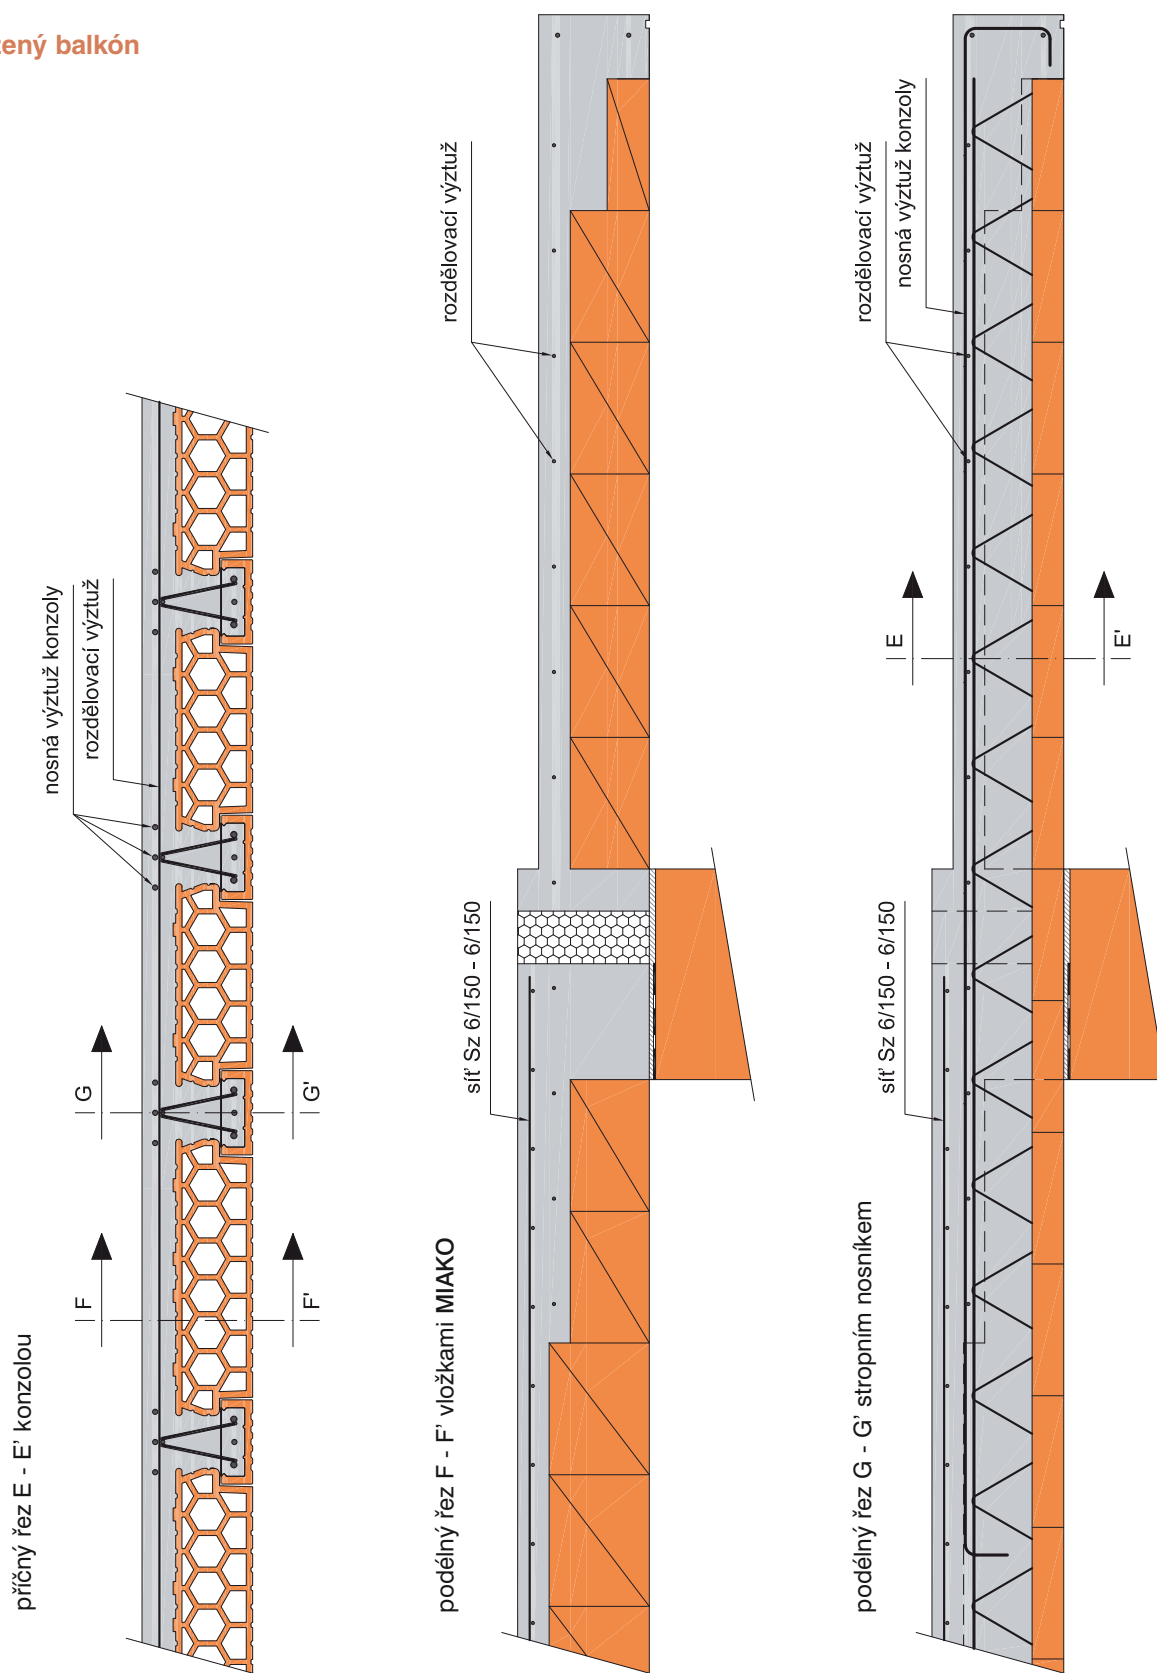 zený balkón
příčný řez E - E’ konzolou
nosná výztuž konzoly
rozdělovací výztuž
F
F'
G
G'
podélný řez F - F’ vložkami MIAKO
síť Sz 6/150 - 6/150
rozdělovací výztuž
podélný řez G - G’ stropním nosníkem
síť Sz 6/150 - 6/150
E
E'
rozdělovací výztuž
nosná výztuž konzoly